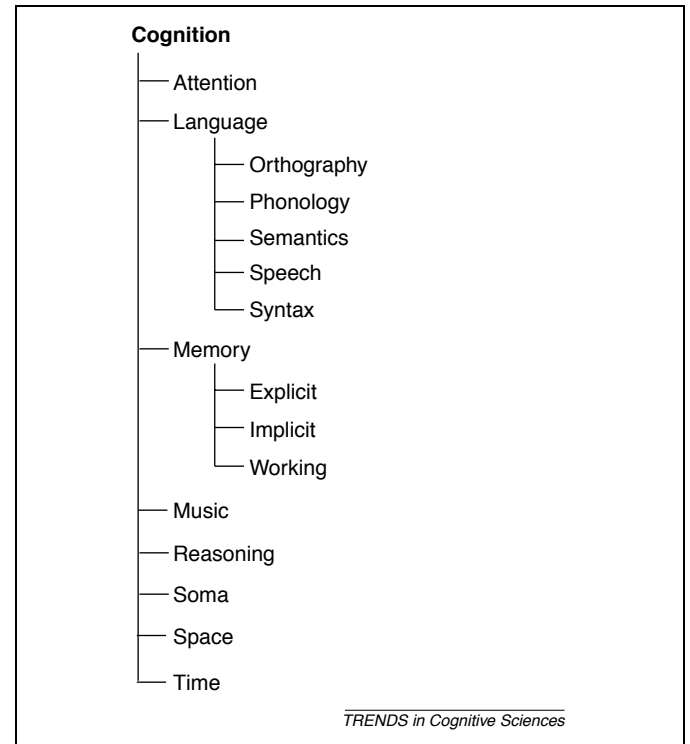 Cognition
Attention
Language
Orthography
Phonology
Semantics
Speech
Syntax
Memory
Explicit
Implicit
Working
Music
Reasoning
Soma
Space
Time
TRENDS in Cognitive Sciences